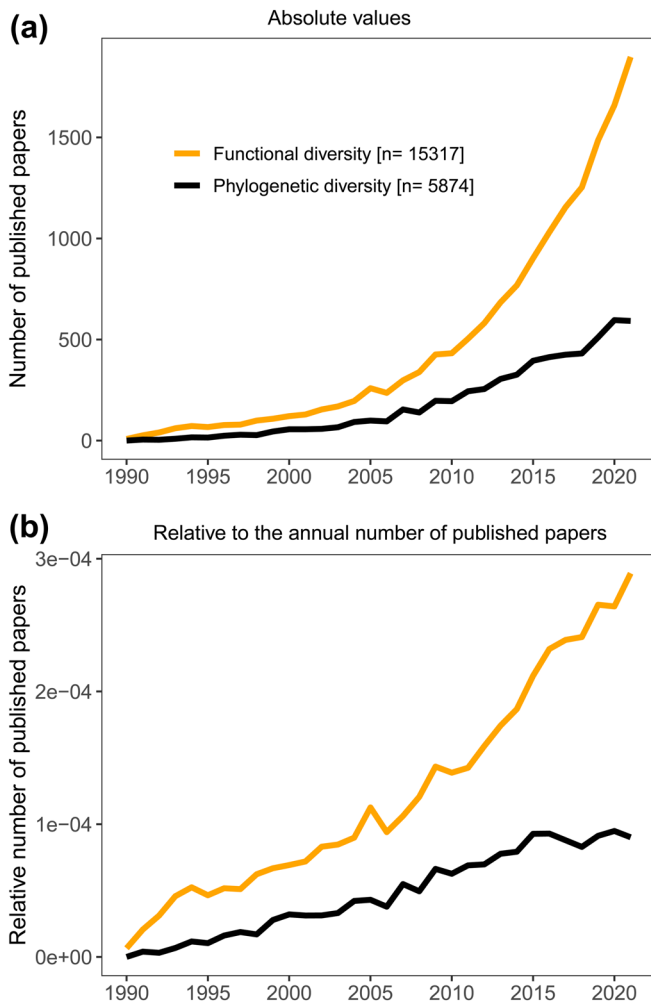 (a)
Absolute values
Number of published papers
1500
1000
500
0
Functional diversity [n= 15317]
Phylogenetic diversity [n= 5874]
1990 1995 2000 2005 2010 2015 2020
(b)
Relative to the annual number of published papers
Relative number of published papers
3e−04
2e−04
1e−04
0e+00
1990 1995 2000 2005 2010 2015 2020